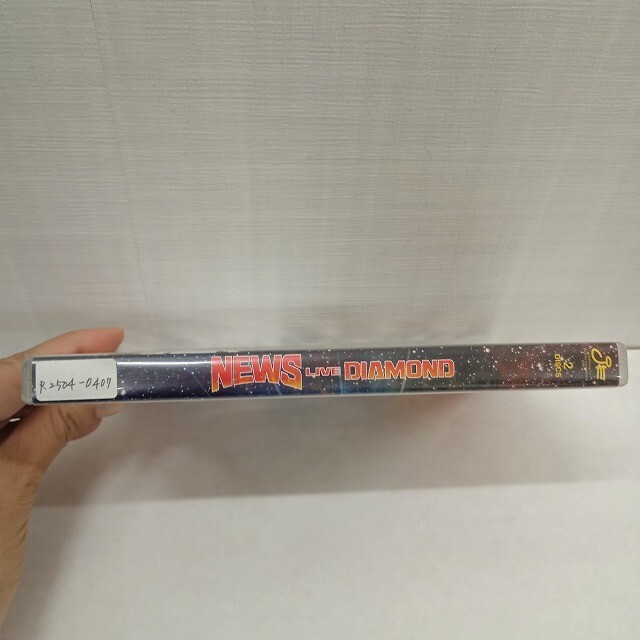 R2504-0407
NEWS LIVE DIAMOND
2
DISCS